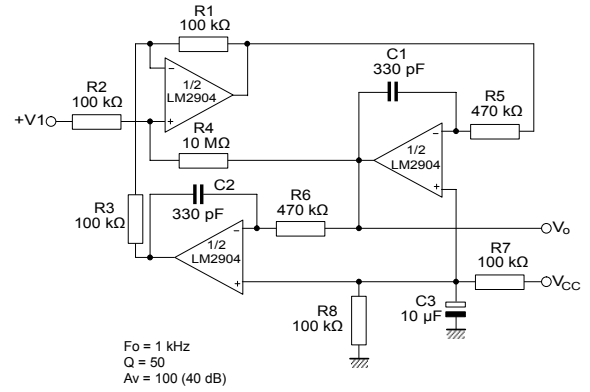 R1
100 kΩ
C1
330 pF
R2
100 kΩ
1/2
LM2904
R5
470 kΩ
+V1
R4
10 MΩ
1/2
LM2904
R3
100 kΩ
C2
330 pF
R6
470 kΩ
1/2
LM2904
Vo
R7
100 kΩ
VCC
R8
100 kΩ
C3
10 µF
Fo = 1 kHz
Q = 50
Av = 100 (40 dB)